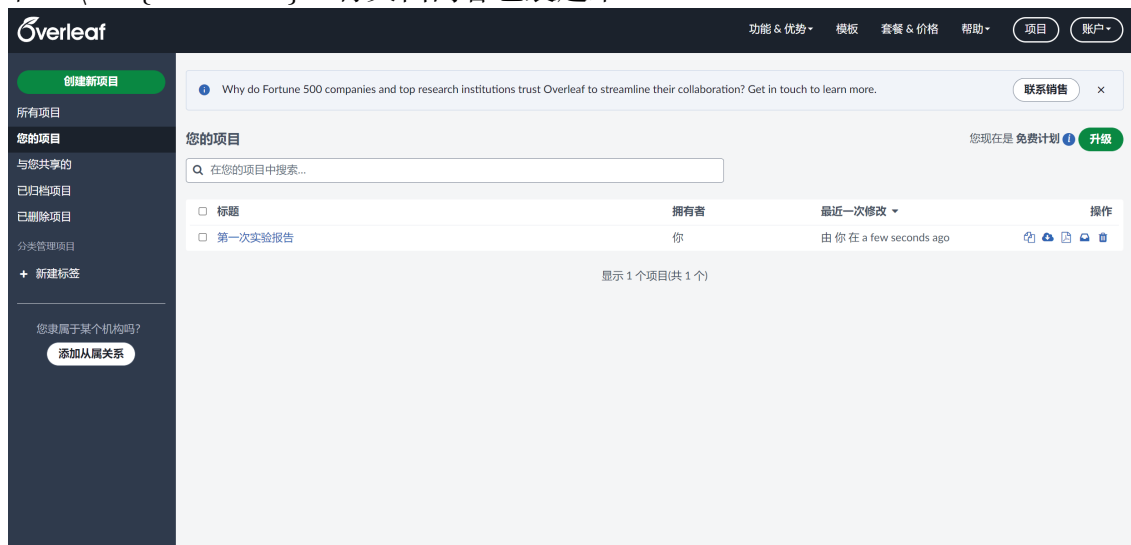 Overleaf
功能 & 优势 模板 套餐 & 价格 帮助 项目 账户
创建新项目
所有项目
您的项目
与您共享的
已归档项目
已删除项目
分类管理项目
+ 新建标签
您隶属于某个机构吗?
添加从属关系
Why do Fortune 500 companies and top research institutions trust Overleaf to streamline their collaboration? Get in touch to learn more. 联系销售 ×
您的项目 您现在是 免费计划 升级
在您的项目中搜索...
标题 拥有者 最近一次修改 操作
第一次实验报告 你 由 你 在 a few seconds ago
显示 1 个项目(共 1 个)